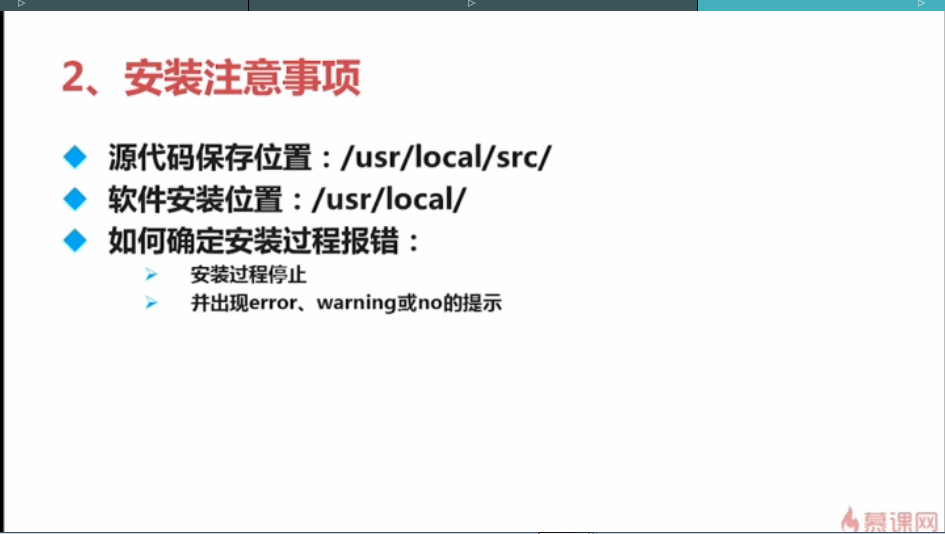 2、安装注意事项
源代码保存位置：/usr/local/src/
软件安装位置：/usr/local/
如何确定安装过程报错：
安装过程停止
并出现error、warning或no的提示
慕课网